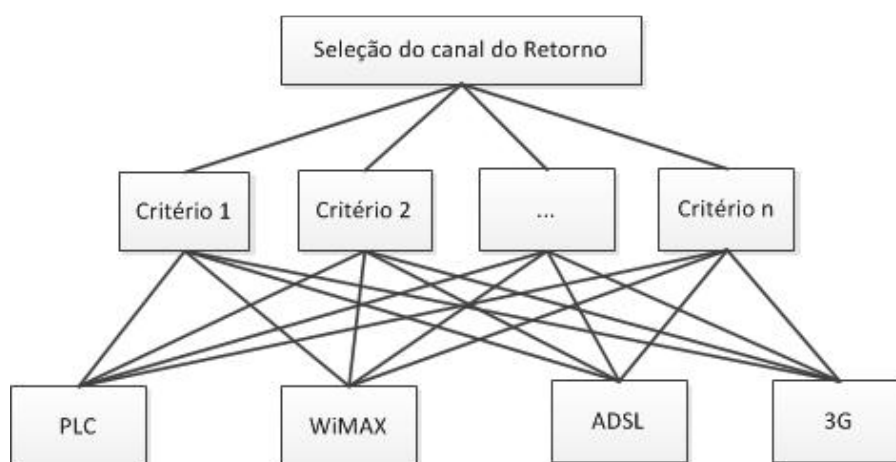 Seleção do canal do Retorno
Critério 1
Critério 2
...
Critério n
PLC
WiMAX
ADSL
3G